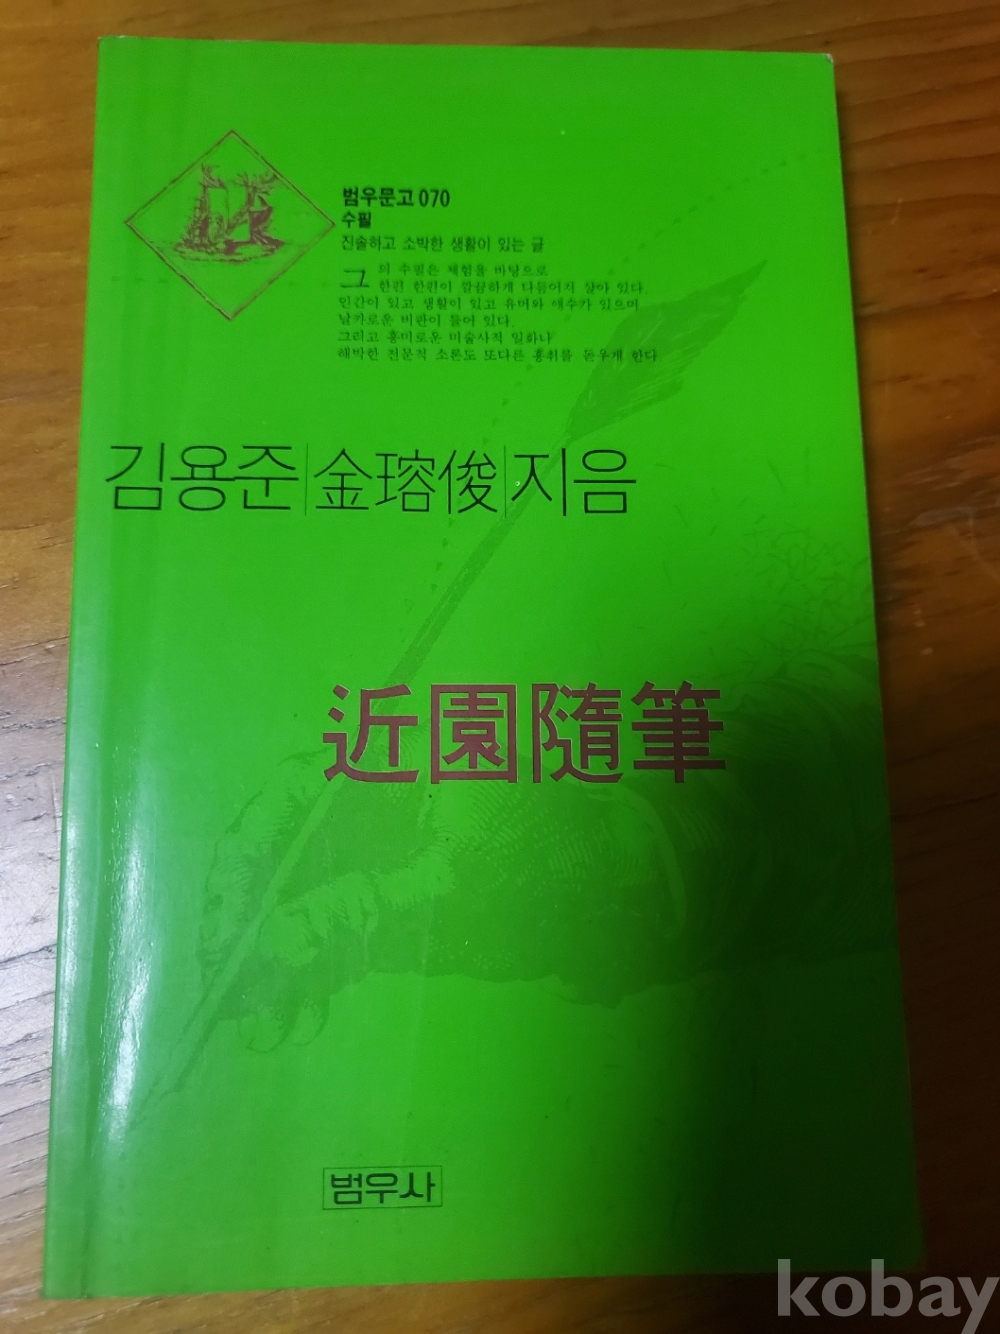 범우문고 070
수필
진솔하고 소박한 생활이 있는 글
그의 수필은 체험을 바탕으로
한편 한편이 깔끔하게 다듬어져 살아 있다.
인간이 있고 생활이 있고 유머와 애수가 있으며
날카로운 비판이 들어 있다.
그리고 흥미로운 미술사적 일화나
해박한 전문적 소론도 또다른 흥취를 돋우게 한다.
김용준|金瑢俊|지음
近園隨筆
범우사
kobay